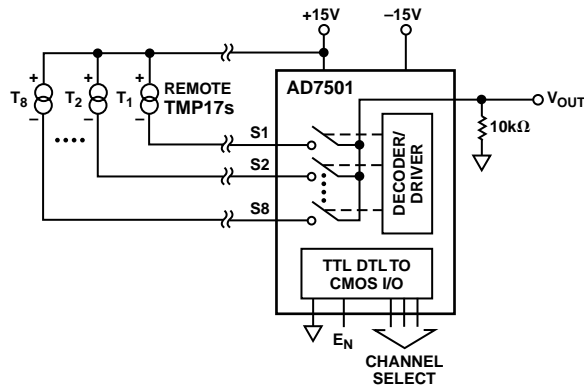 +15V
–15V
+
+
+
T8
T2
T1
REMOTE
TMP17s
–
–
–
AD7501
VOUT
10kΩ
S1
S2
S8
DECODER/
DRIVER
TTL DTL TO
CMOS I/O
EN
CHANNEL
SELECT